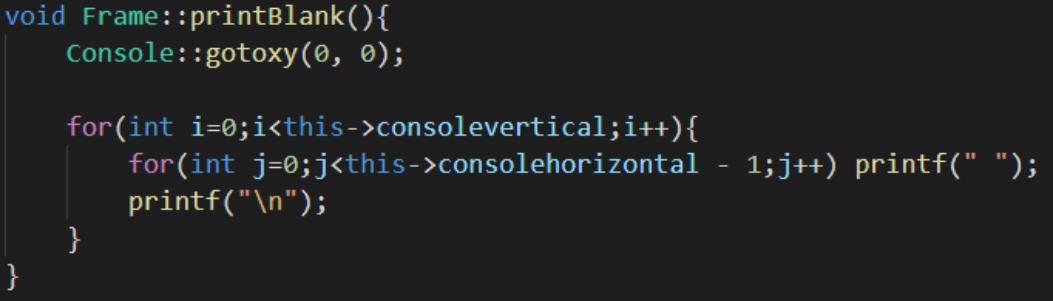 void Frame::printBlank(){
    Console::gotoxy(0, 0);

    for(int i=0;i<this->consolevertical;i++){
        for(int j=0;j<this->consolehorizontal - 1;j++) printf(" ");
        printf("\n");
    }
}